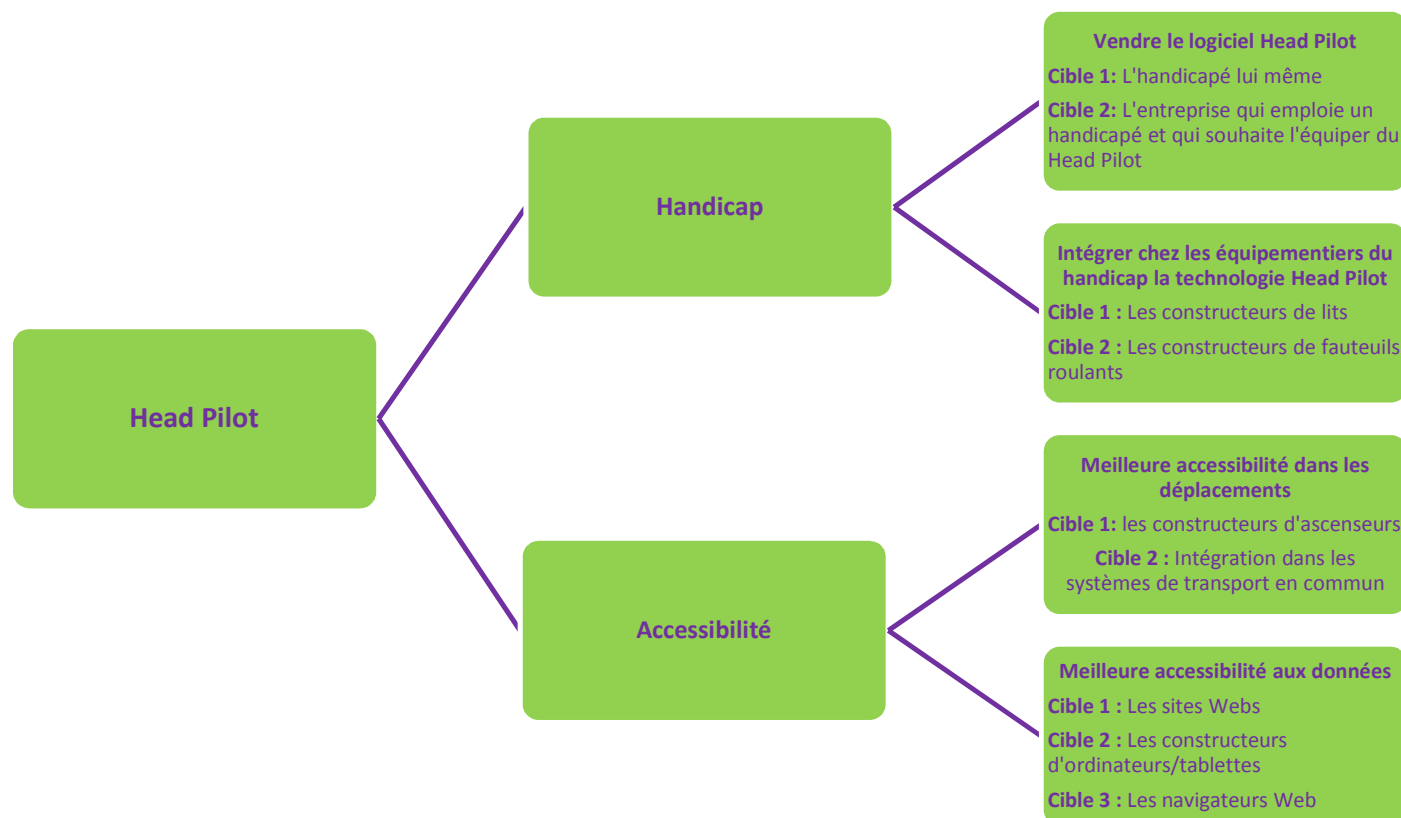 Head Pilot
Handicap
Vendre le logiciel Head Pilot
Cible 1: L'handicapé lui même
Cible 2: L'entreprise qui emploie un
handicapé et qui souhaite l'équiper du
Head Pilot
Intégrer chez les équipementiers du
handicap la technologie Head Pilot
Cible 1 : Les constructeurs de lits
Cible 2 : Les constructeurs de fauteuils
roulants
Accessibilité
Meilleure accessibilité dans les
déplacements
Cible 1: les constructeurs d'ascenseurs
Cible 2 : Intégration dans les
systèmes de transport en commun
Meilleure accessibilité aux données
Cible 1 : Les sites Webs
Cible 2 : Les constructeurs
d'ordinateurs/tablettes
Cible 3 : Les navigateurs Web